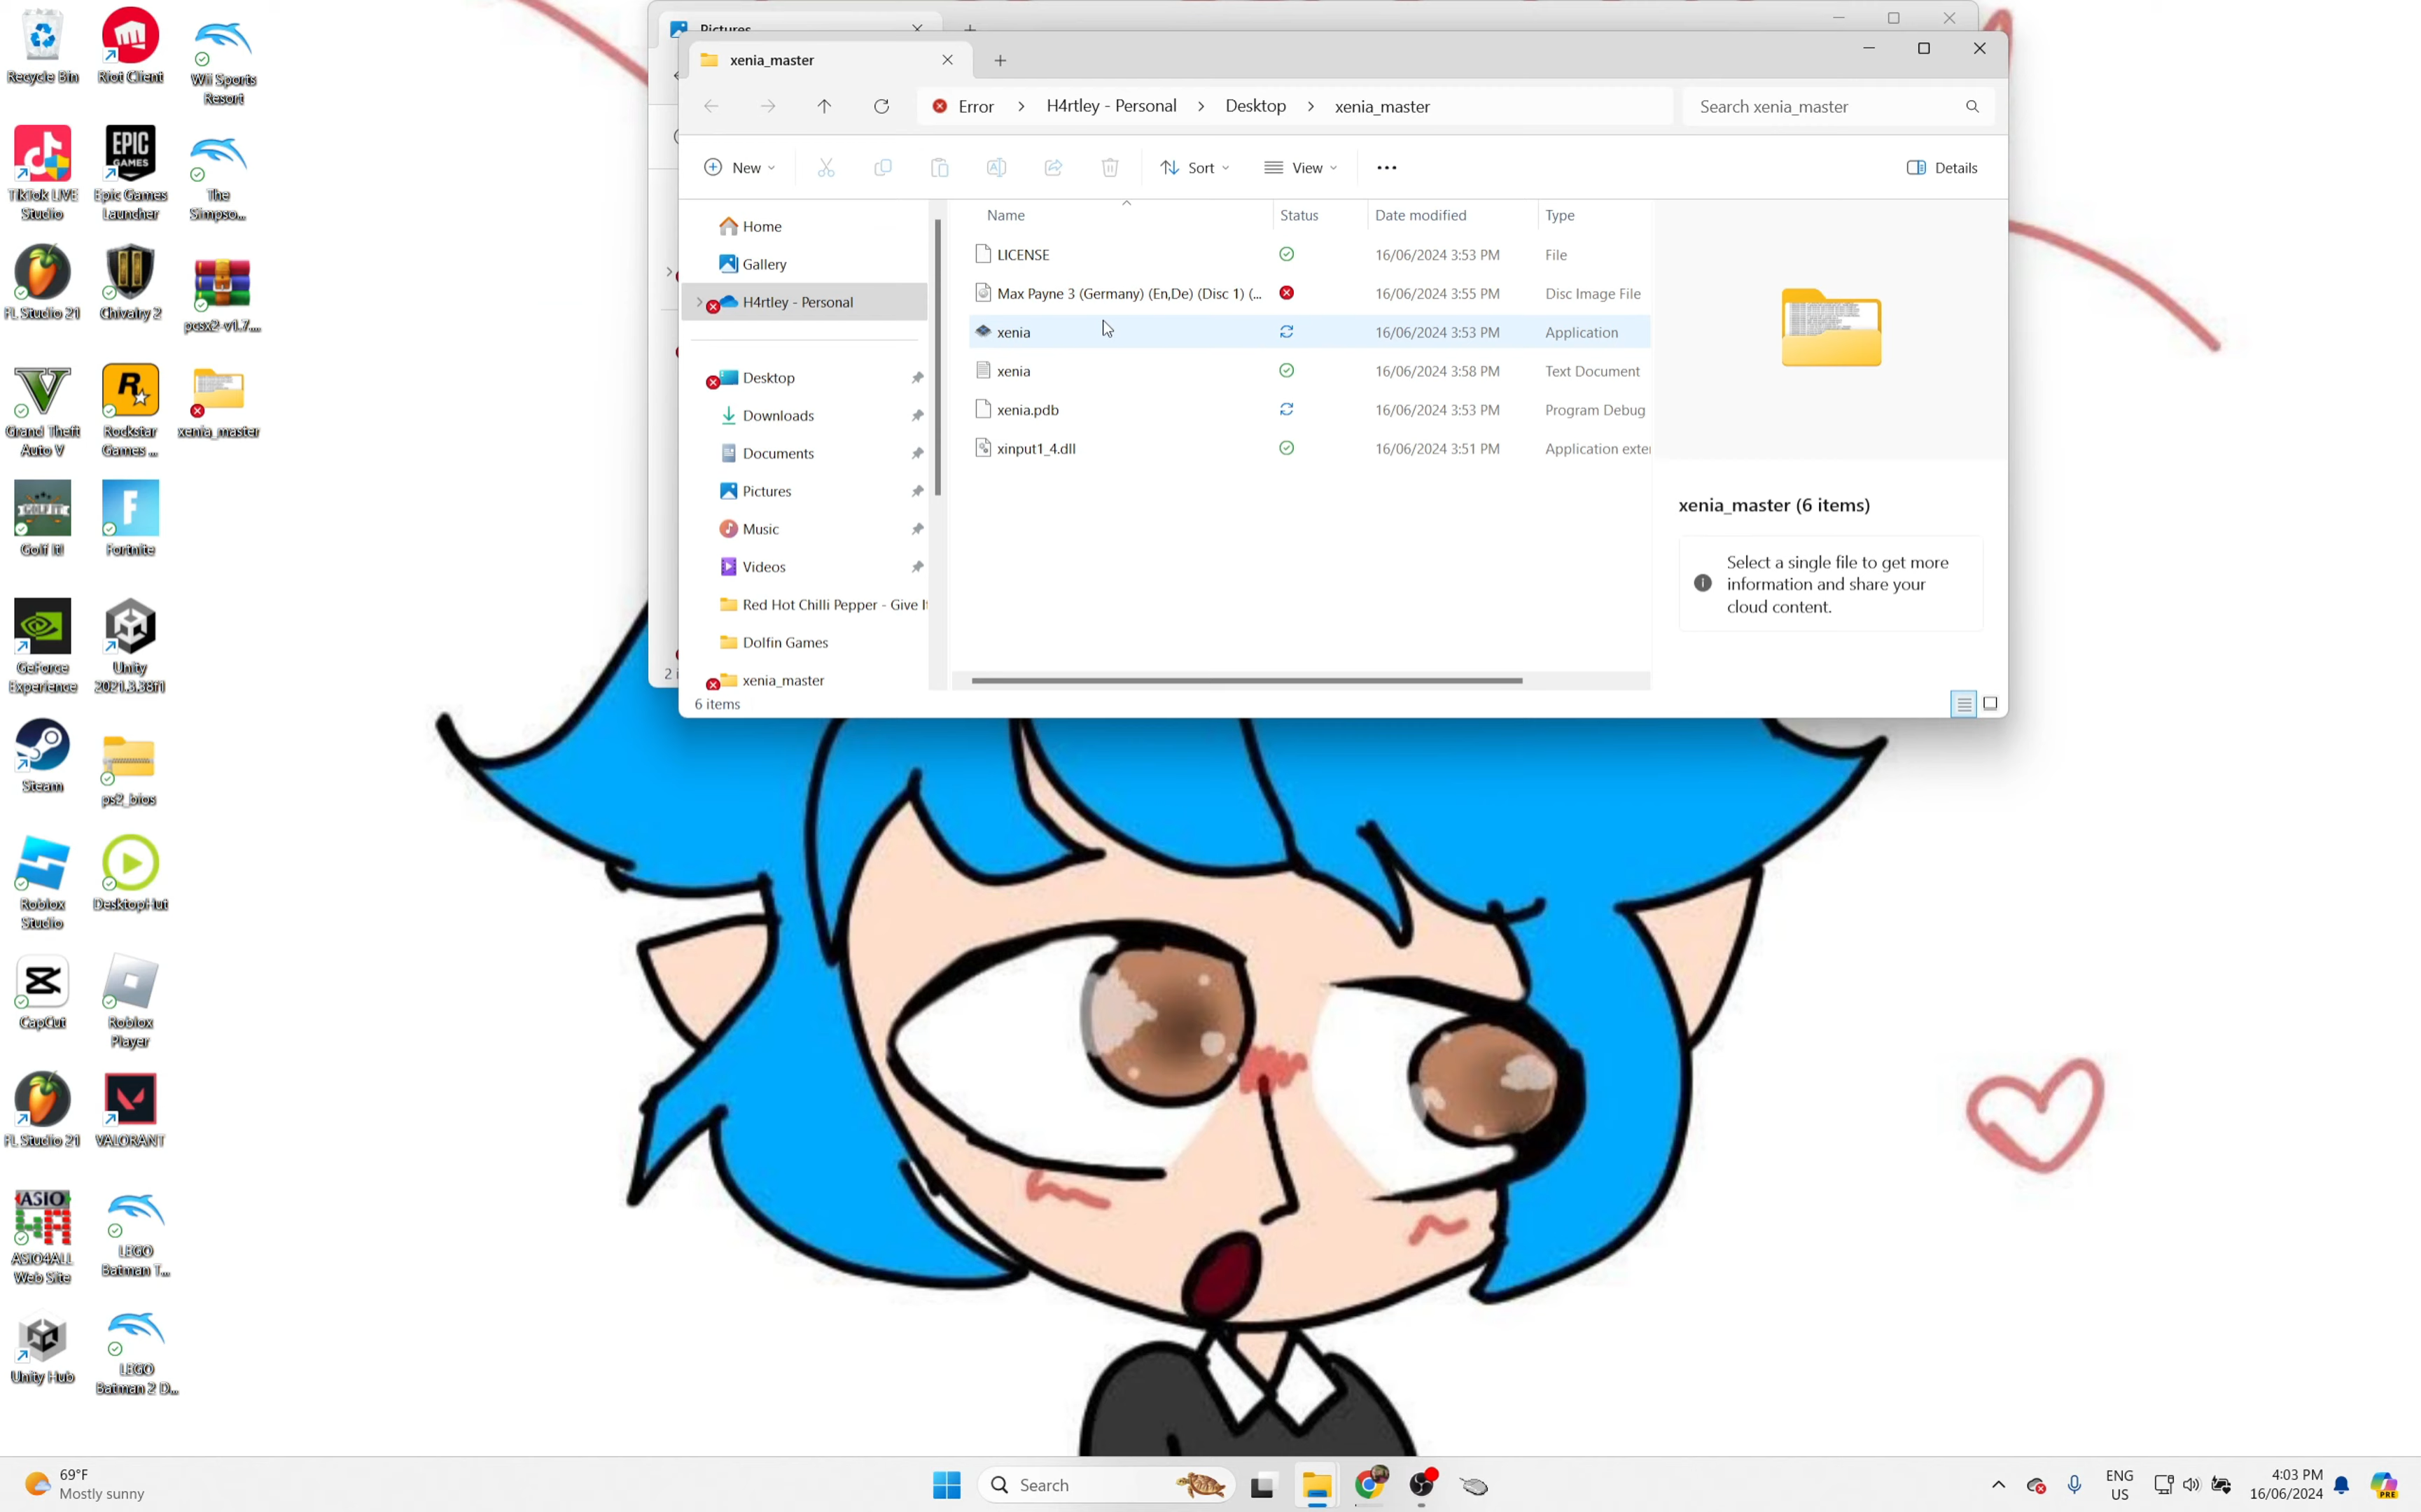 Recycle Bin
Riot Client
Wii Sports
Resort
TikTok LIVE
Studio
Epic Games
Launcher
The
Simpso...
FL Studio 21
Chivalry 2
pcsx2-v1.7....
Grand Theft
Auto V
Rockstar
Games ...
xenia_master
Golf It!
Fortnite
GeForce
Experience
Unity
2021.3.38f1
Steam
ps2_bios
Roblox
Studio
DesktopHut
CapCut
Roblox
Player
FL Studio 21
VALORANT
ASIO4ALL
Web Site
LEGO
Batman T...
Unity Hub
LEGO
Batman 2 D...
Pictures
xenia_master
Error > H4rtley - Personal > Desktop > xenia_master
Search xenia_master
New
Sort
View
Details
Home
Gallery
H4rtley - Personal
Desktop
Downloads
Documents
Pictures
Music
Videos
Red Hot Chilli Pepper - Give It
Dolfin Games
xenia_master
Name Status Date modified Type
LICENSE 16/06/2024 3:53 PM File
Max Payne 3 (Germany) (En,De) (Disc 1) (... 16/06/2024 3:55 PM Disc Image File
xenia 16/06/2024 3:53 PM Application
xenia 16/06/2024 3:58 PM Text Document
xenia.pdb 16/06/2024 3:53 PM Program Debug
xinput1_4.dll 16/06/2024 3:51 PM Application exte
xenia_master (6 items)
Select a single file to get more
information and share your
cloud content.
6 items
2 i
69°F
Mostly sunny
Search
ENG
US
4:03 PM
16/06/2024
PRE